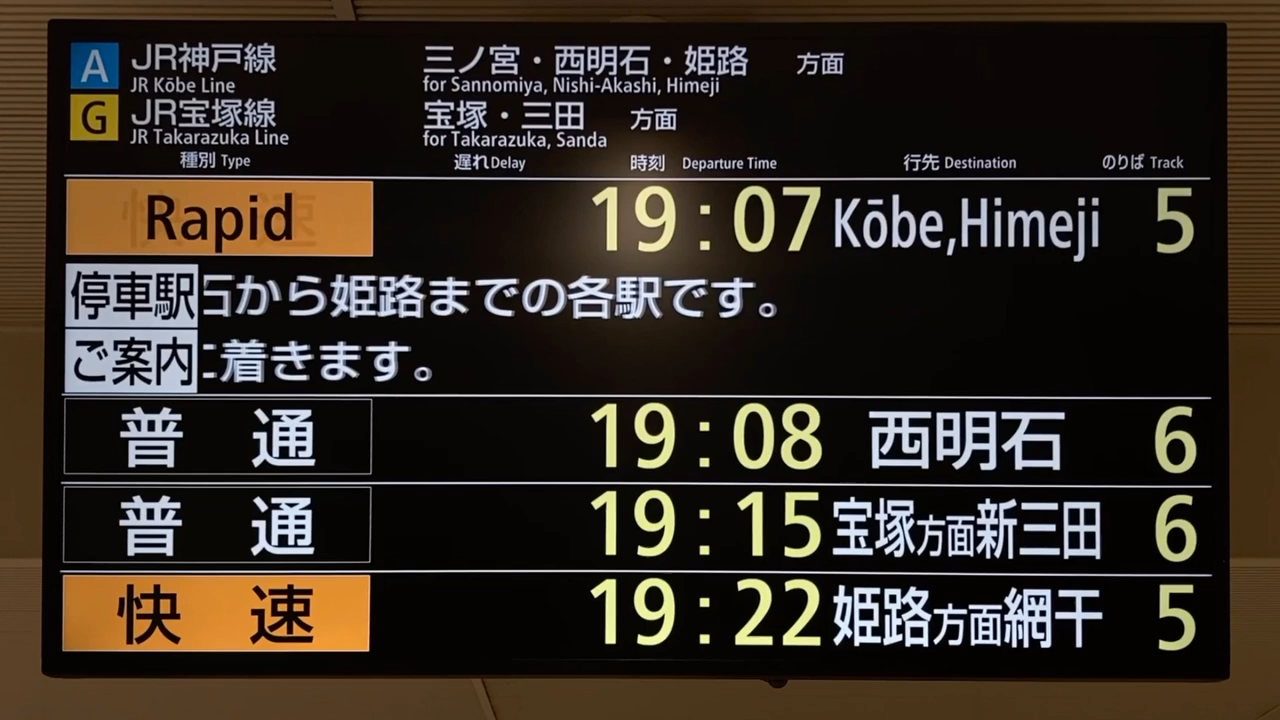 A JR神戸線 三ノ宮・西明石・姫路 方面
JR Kōbe Line for Sannomiya, Nishi-Akashi, Himeji
G JR宝塚線 宝塚・三田 方面
JR Takarazuka Line for Takarazuka, Sanda
種別 Type 遅れ Delay 時刻 Departure Time 行先 Destination のりば Track
Rapid 19:07 Kōbe,Himeji 5
停車駅 石から姫路までの各駅です。
ご案内 に着きます。
普通 19:08 西明石 6
普通 19:15 宝塚方面新三田 6
快速 19:22 姫路方面網干 5